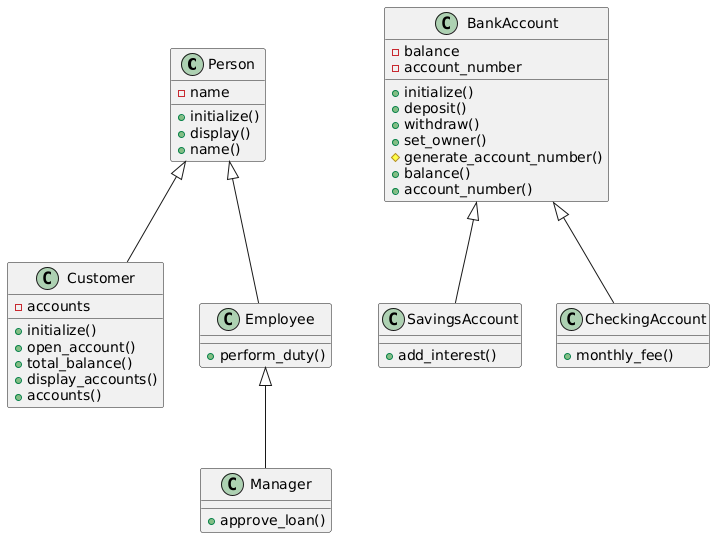 C Person
name
initialize()
display()
name()
C BankAccount
balance
account_number
initialize()
deposit()
withdraw()
set_owner()
generate_account_number()
balance()
account_number()
C Customer
accounts
initialize()
open_account()
total_balance()
display_accounts()
accounts()
C Employee
perform_duty()
C SavingsAccount
add_interest()
C CheckingAccount
monthly_fee()
C Manager
approve_loan()